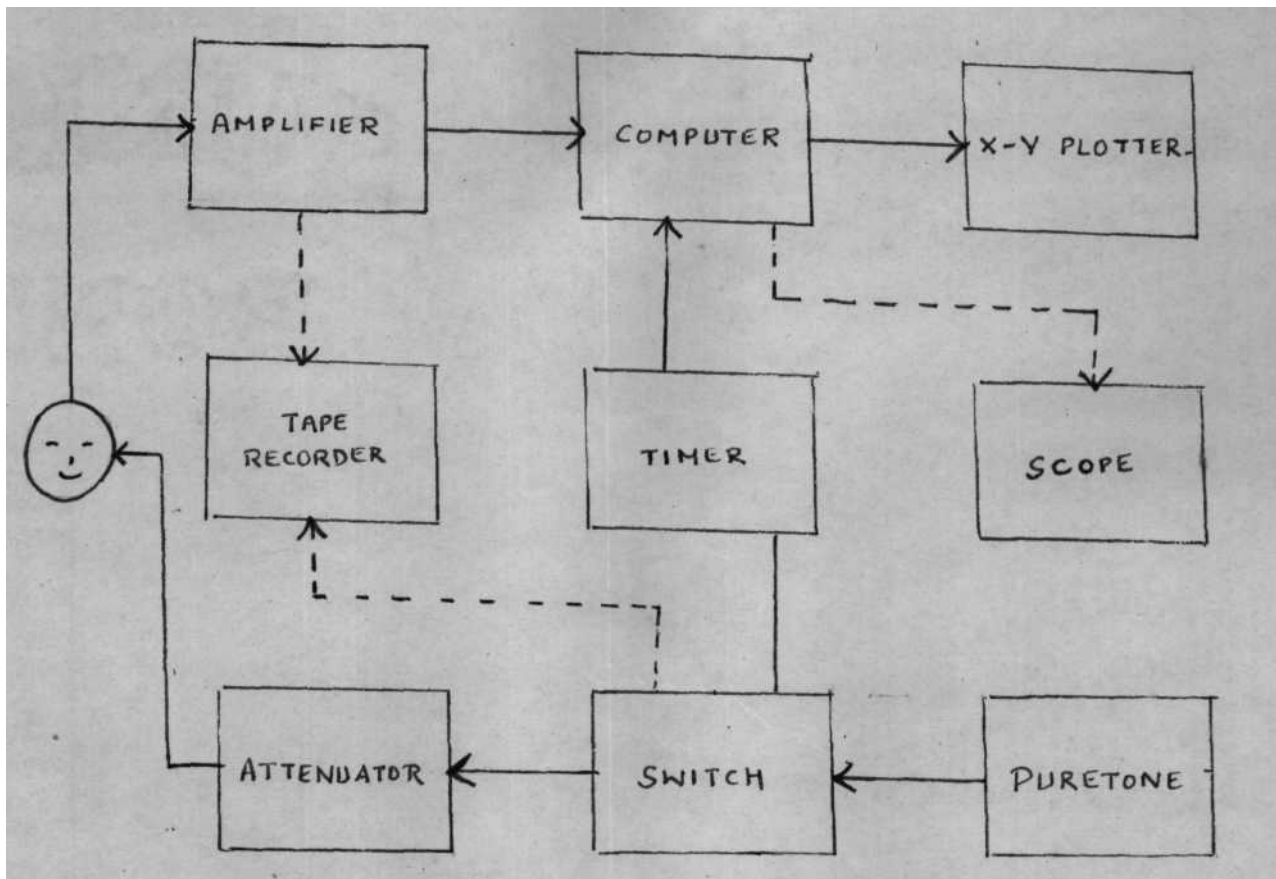 AMPLIFIER
COMPUTER
X-Y PLOTTER
TAPE
RECORDER
TIMER
SCOPE
ATTENUATOR
SWITCH
PURETONE